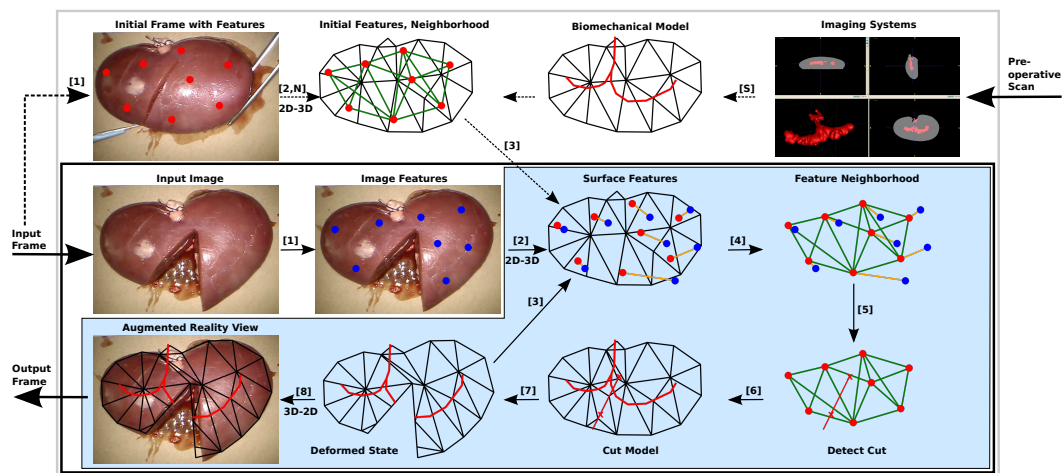 Initial Frame with Features
Initial Features, Neighborhood
Biomechanical Model
Imaging Systems
[1]
[2,N]
2D-3D
[S]
Pre-
operative
Scan
[3]
Input Image
Image Features
Surface Features
Feature Neighborhood
Input
Frame
[1]
[2]
2D-3D
[4]
[3]
[5]
Augmented Reality View
Output
Frame
[8]
3D-2D
[7]
[6]
Deformed State
Cut Model
Detect Cut